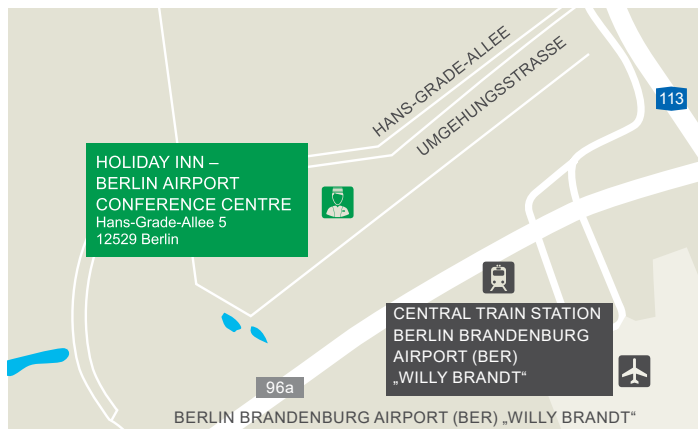 HANS-GRADE-ALLEE
UMGEHUNGSSTRASSE
113
HOLIDAY INN –
BERLIN AIRPORT
CONFERENCE CENTRE
Hans-Grade-Allee 5
12529 Berlin
CENTRAL TRAIN STATION
BERLIN BRANDENBURG
AIRPORT (BER)
„WILLY BRANDT“
96a
BERLIN BRANDENBURG AIRPORT (BER) „WILLY BRANDT“